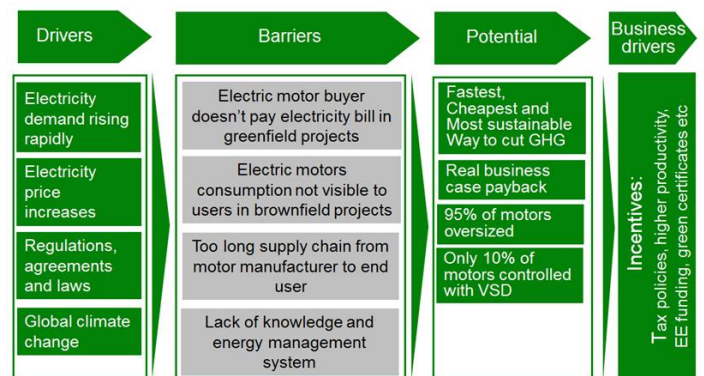 Drivers
Barriers
Potential
Business
drivers
Electricity
demand rising
rapidly
Electricity
price
increases
Regulations,
agreements
and laws
Global climate
change
Electric motor buyer
doesn't pay electricity bill in
greenfield projects
Electric motors
consumption not visible to
users in brownfield projects
Too long supply chain from
motor manufacturer to end
user
Lack of knowledge and
energy management
system
Fastest,
Cheapest and
Most sustainable
Way to cut GHG
Real business
case payback
95% of motors
oversized
Only 10% of
motors controlled
with VSD
Incentives:
Tax policies, higher productivity,
EE funding, green certificates etc